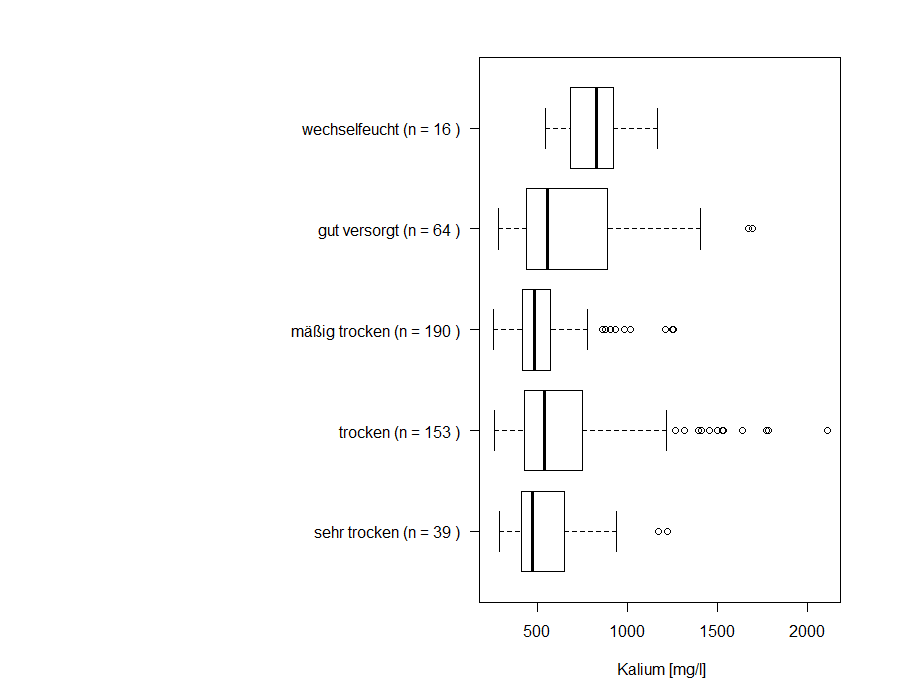 wechselfeucht (n = 16 )
gut versorgt (n = 64 )
mäßig trocken (n = 190 )
trocken (n = 153 )
sehr trocken (n = 39 )
500 1000 1500 2000
Kalium [mg/l]